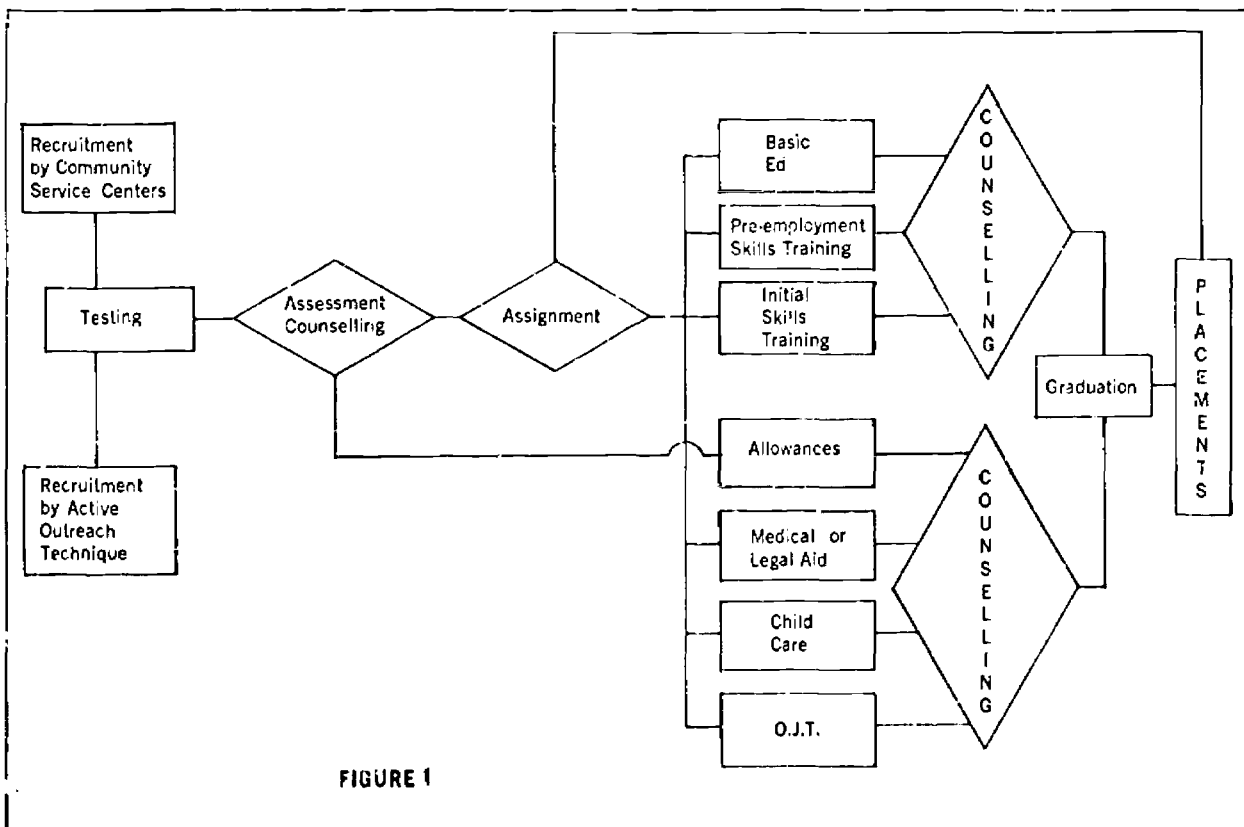 Recruitment
by Community
Service Centers
Testing
Recruitment
by Active
Outreach
Technique
Assessment
Counselling
Assignment
Basic
Ed
Pre-employment
Skills Training
Initial
Skills
Training
Allowances
Medical or
Legal Aid
Child
Care
O.J.T.
COUNSELLING
COUNSELLING
Graduation
PLACEMENTS
FIGURE 1